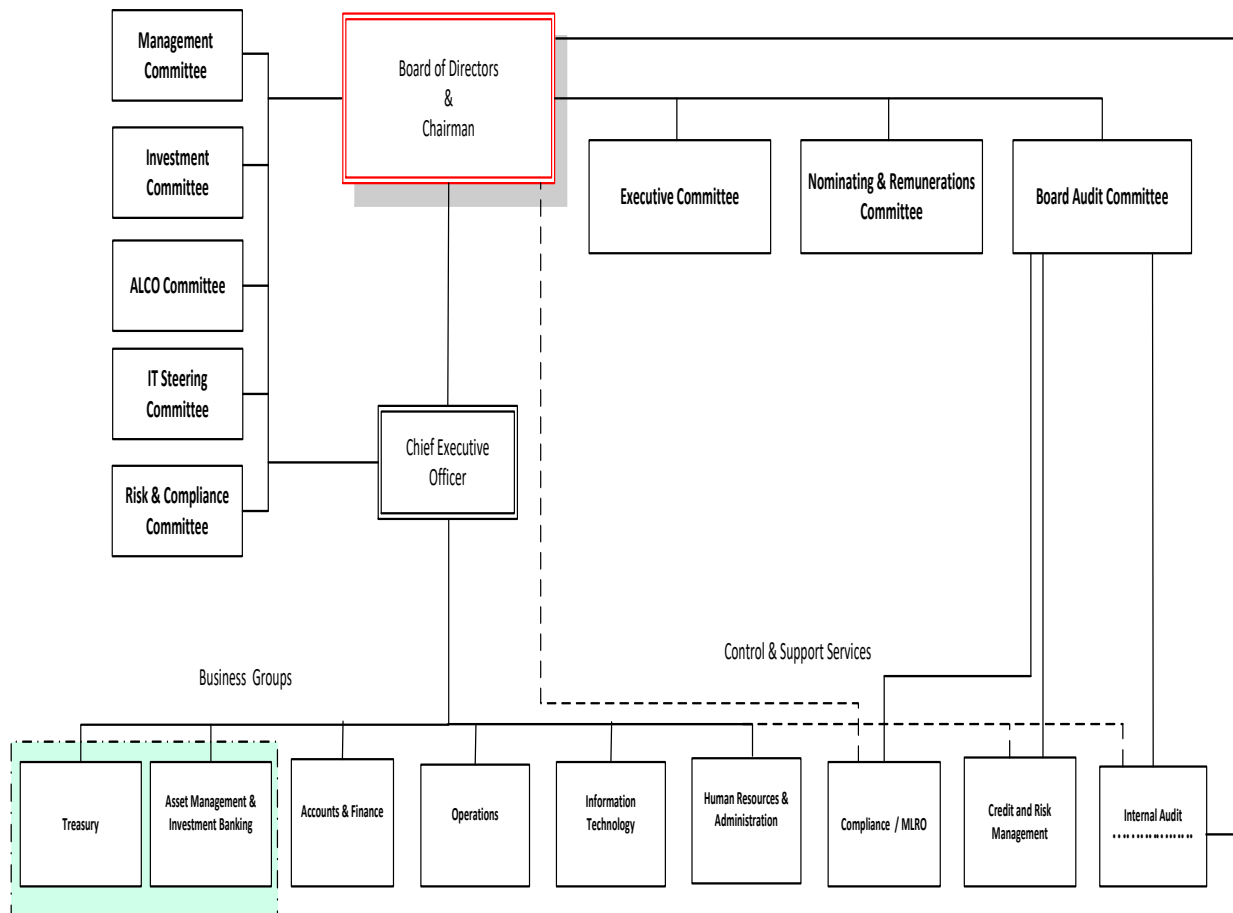 Management
Committee
Board of Directors
&
Chairman
Investment
Committee
Executive Committee
Nominating & Remunerations
Committee
Board Audit Committee
ALCO Committee
IT Steering
Committee
Chief Executive
Officer
Risk & Compliance
Committee
Business Groups
Control & Support Services
Treasury
Asset Management &
Investment Banking
Accounts & Finance
Operations
Information
Technology
Human Resources &
Administration
Compliance / MLRO
Credit and Risk
Management
Internal Audit